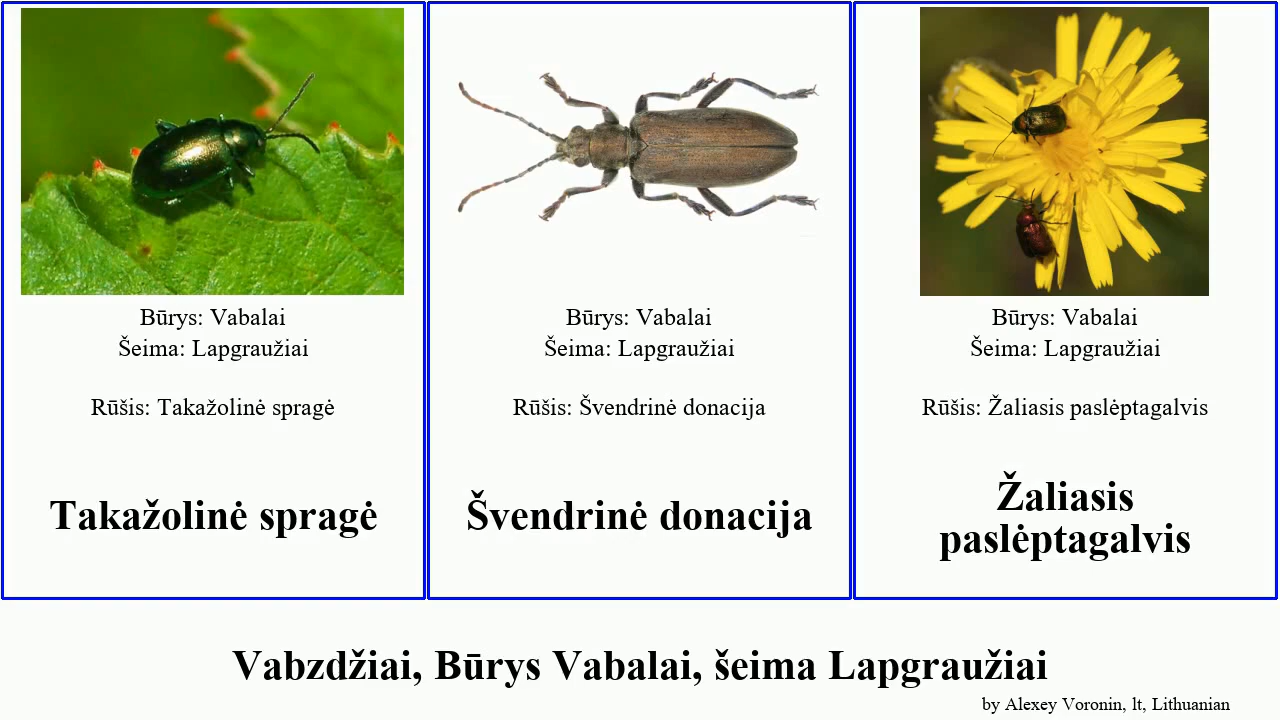 Būrys: Vabalai
Šeima: Lapgraužiai
Rūšis: Takažolinė spragė
Takažolinė spragė
Būrys: Vabalai
Šeima: Lapgraužiai
Rūšis: Švendrinė donacija
Švendrinė donacija
Būrys: Vabalai
Šeima: Lapgraužiai
Rūšis: Žaliasis paslėptagalvis
Žaliasis
paslėptagalvis
Vabzdžiai, Būrys Vabalai, šeima Lapgraužiai
by Alexey Voronin, lt, Lithuanian